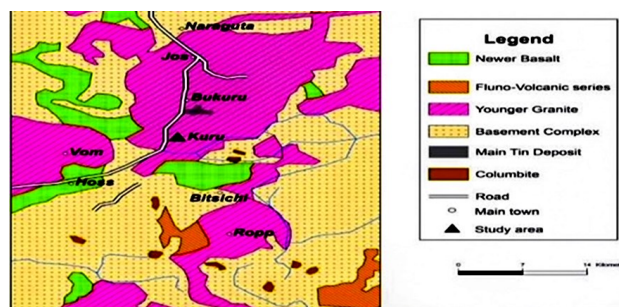 Naraguta
Jos
Bukuru
Kuru
Vom
Hoss
Bitsichi
Ropp
Legend
Newer Basalt
Fluno-Volcanic series
Younger Granite
Basement Complex
Main Tin Deposit
Columbite
Road
Main town
Study area
0 7 14 Kilomet